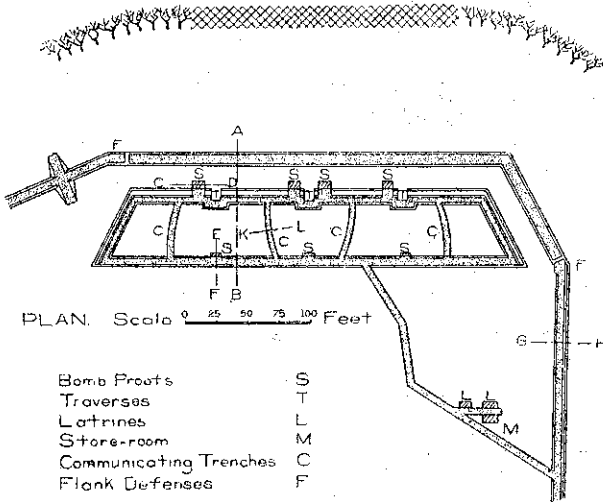 A
F
S S S S
C D
E K L
C C C C
S S S
F B
F
PLAN. Scale 0 25 50 75 100 Feet
G H
Bomb Proofs S
Traverses T
Latrines L
Store-room M
Communicating Trenches C
Flank Defenses F
L L
M